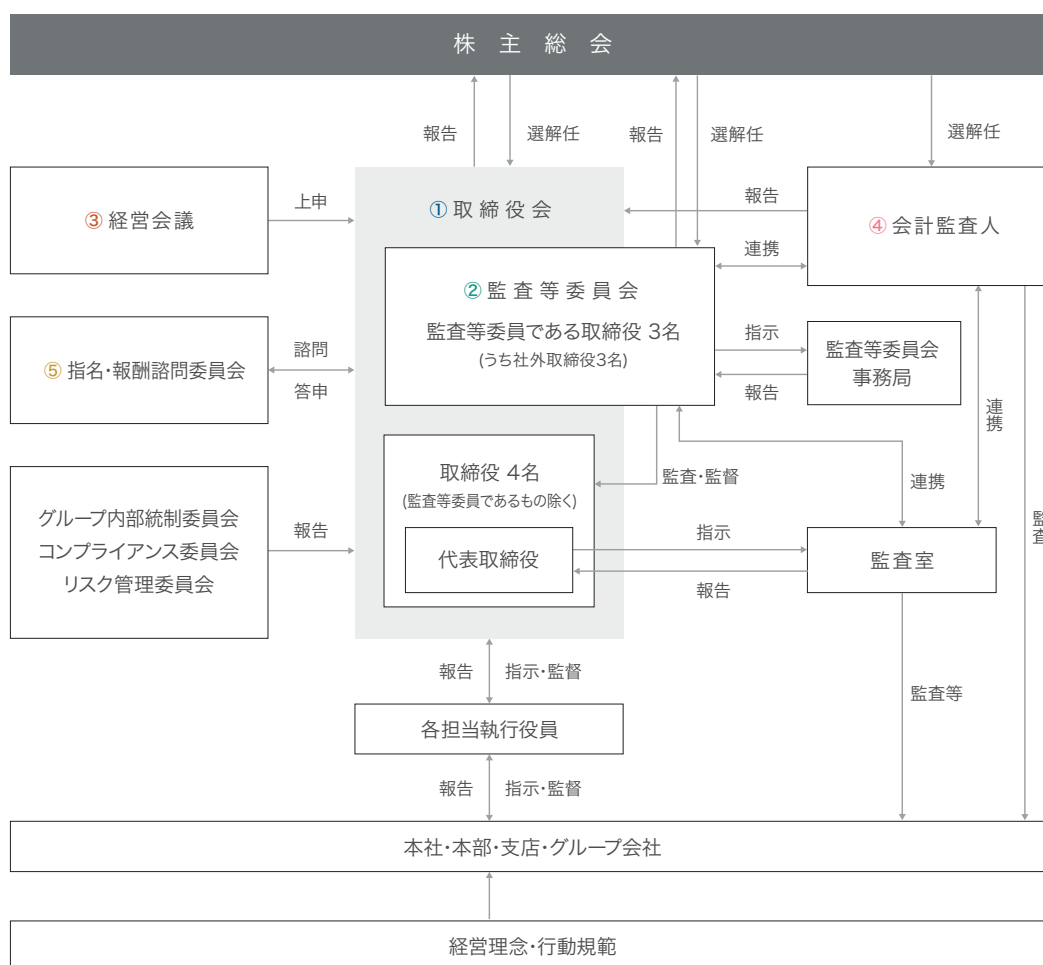 株主総会
報告
選解任
報告
選解任
選解任
③経営会議
上申
①取締役会
報告
④会計監査人
連携
②監査等委員会
監査等委員である取締役 3名
(うち社外取締役3名)
⑤指名・報酬諮問委員会
諮問
答申
指示
報告
監査等委員会
事務局
連携
取締役 4名
(監査等委員であるもの除く)
監査・監督
連携
監査
グループ内部統制委員会
コンプライアンス委員会
リスク管理委員会
報告
代表取締役
指示
報告
監査室
報告
指示・監督
監査等
各担当執行役員
報告
指示・監督
本社・本部・支店・グループ会社
経営理念・行動規範